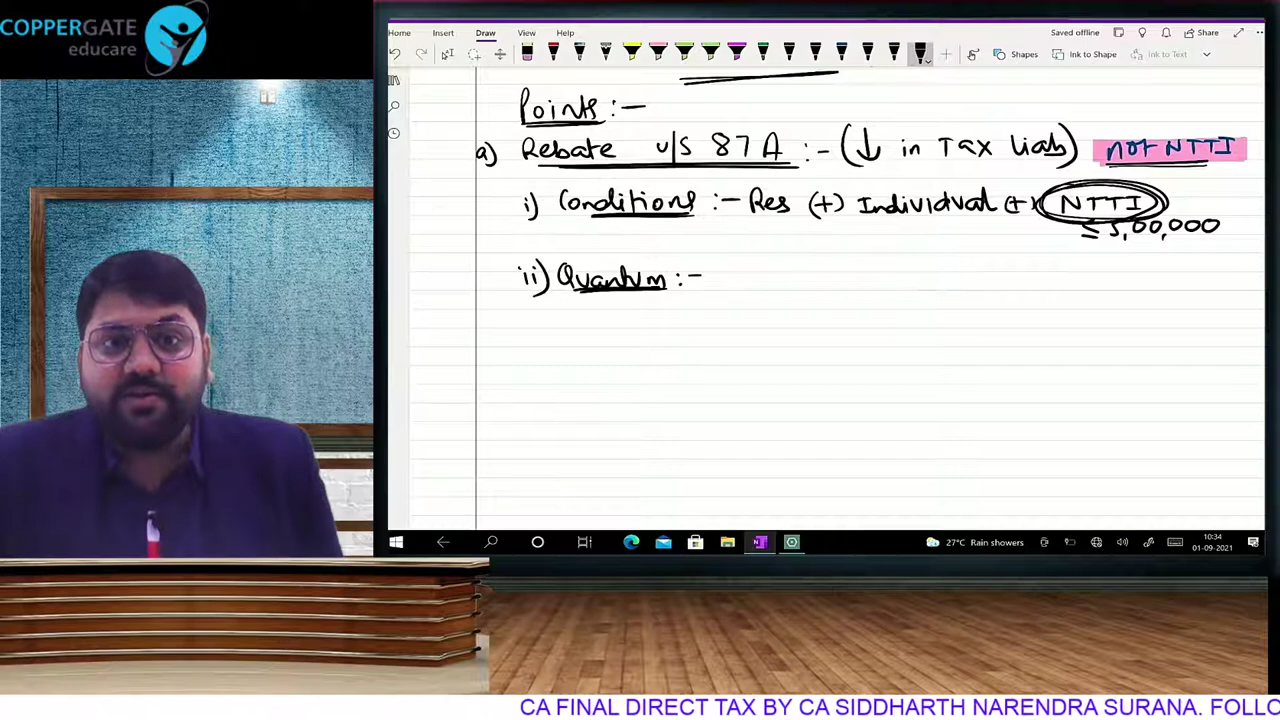 COPPERGATE
educare
Home Insert Draw View Help
Saved offline Share
Shapes Ink to Shape Ink to Text
Points :-
a) Rebate u/s 87A :- (↓ in Tax liab) not NTTI
i) Conditions :- Res (+) Individual (+) NTTI
≤ 5,00,000
ii) Quantum :-
27°C Rain showers
10:34
01-09-2021
CA FINAL DIRECT TAX BY CA SIDDHARTH NARENDRA SURANA. FOLLO